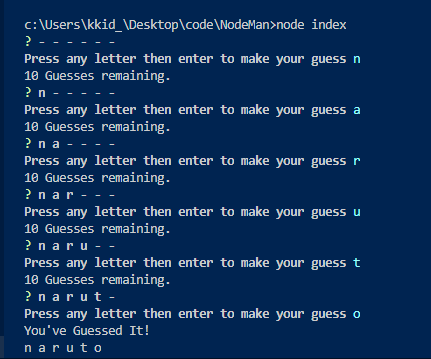 c:\Users\kkid_\Desktop\code\NodeMan>node index
? - - - - - -
Press any letter then enter to make your guess n
10 Guesses remaining.
? n - - - - -
Press any letter then enter to make your guess a
10 Guesses remaining.
? n a - - - -
Press any letter then enter to make your guess r
10 Guesses remaining.
? n a r - - -
Press any letter then enter to make your guess u
10 Guesses remaining.
? n a r u - -
Press any letter then enter to make your guess t
10 Guesses remaining.
? n a r u t -
Press any letter then enter to make your guess o
You've Guessed It!
n a r u t o